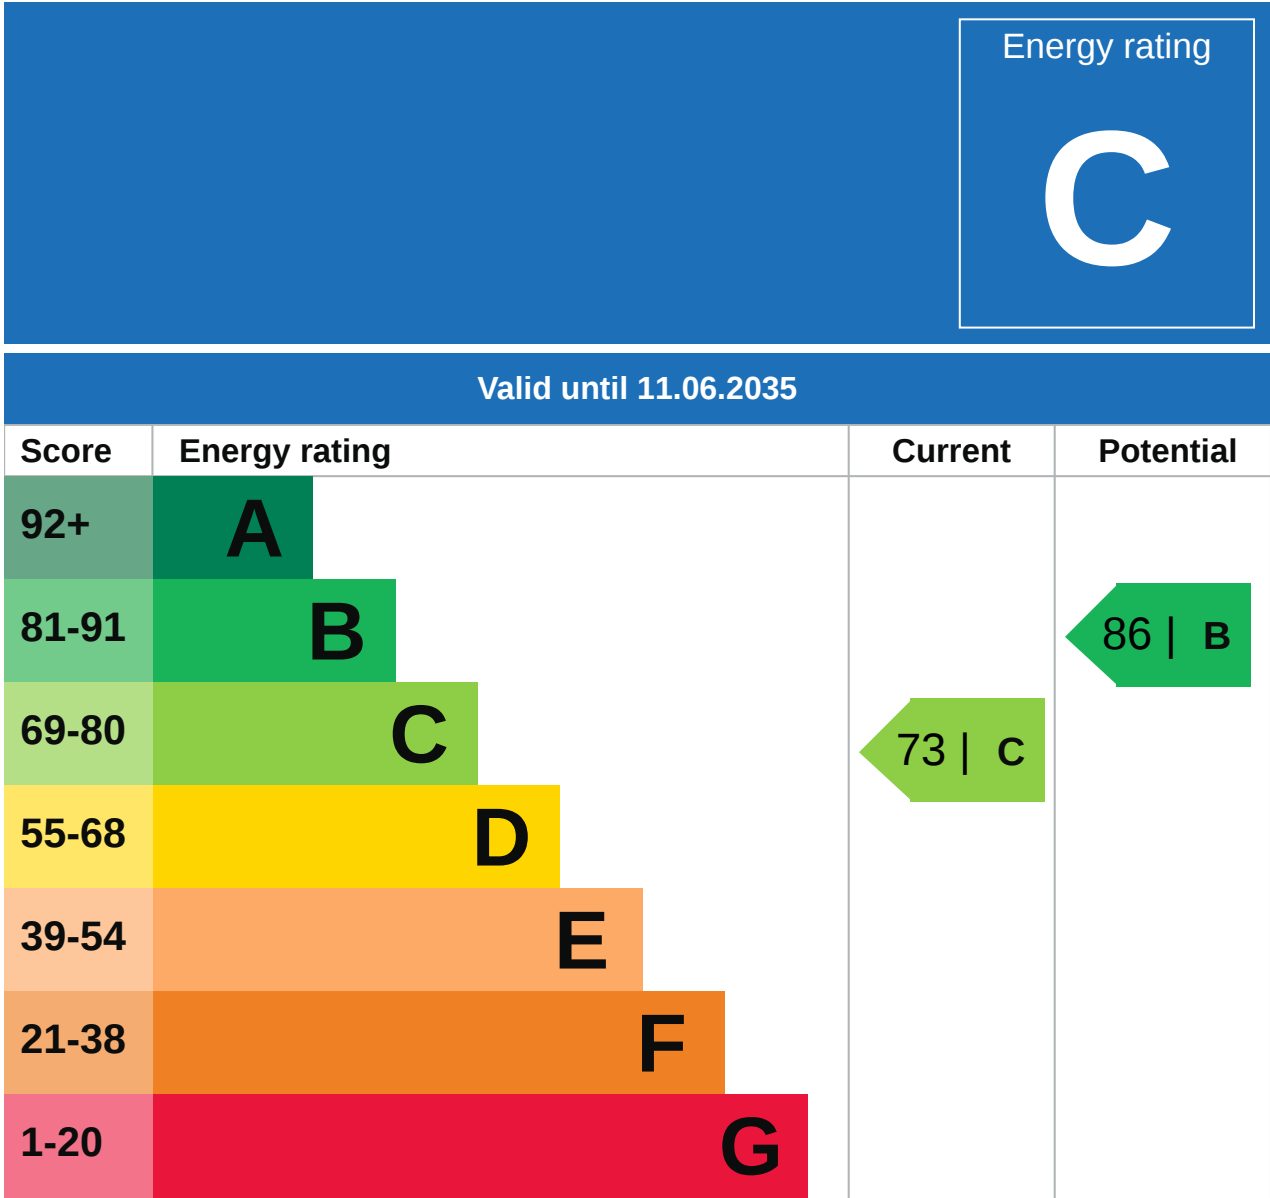 Energy rating
C
Valid until 11.06.2035
Score Energy rating Current Potential
92+ A
81-91 B 86 | B
69-80 C 73 | C
55-68 D
39-54 E
21-38 F
1-20 G